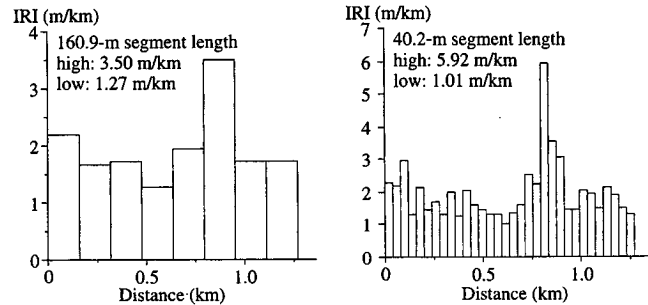 IRI (m/km)
4
160.9-m segment length
high: 3.50 m/km
low: 1.27 m/km
3
2
1
0
0
0.5
1.0
Distance (km)
IRI (m/km)
7
40.2-m segment length
high: 5.92 m/km
low: 1.01 m/km
6
5
4
3
2
1
0
0
0.5
1.0
Distance (km)